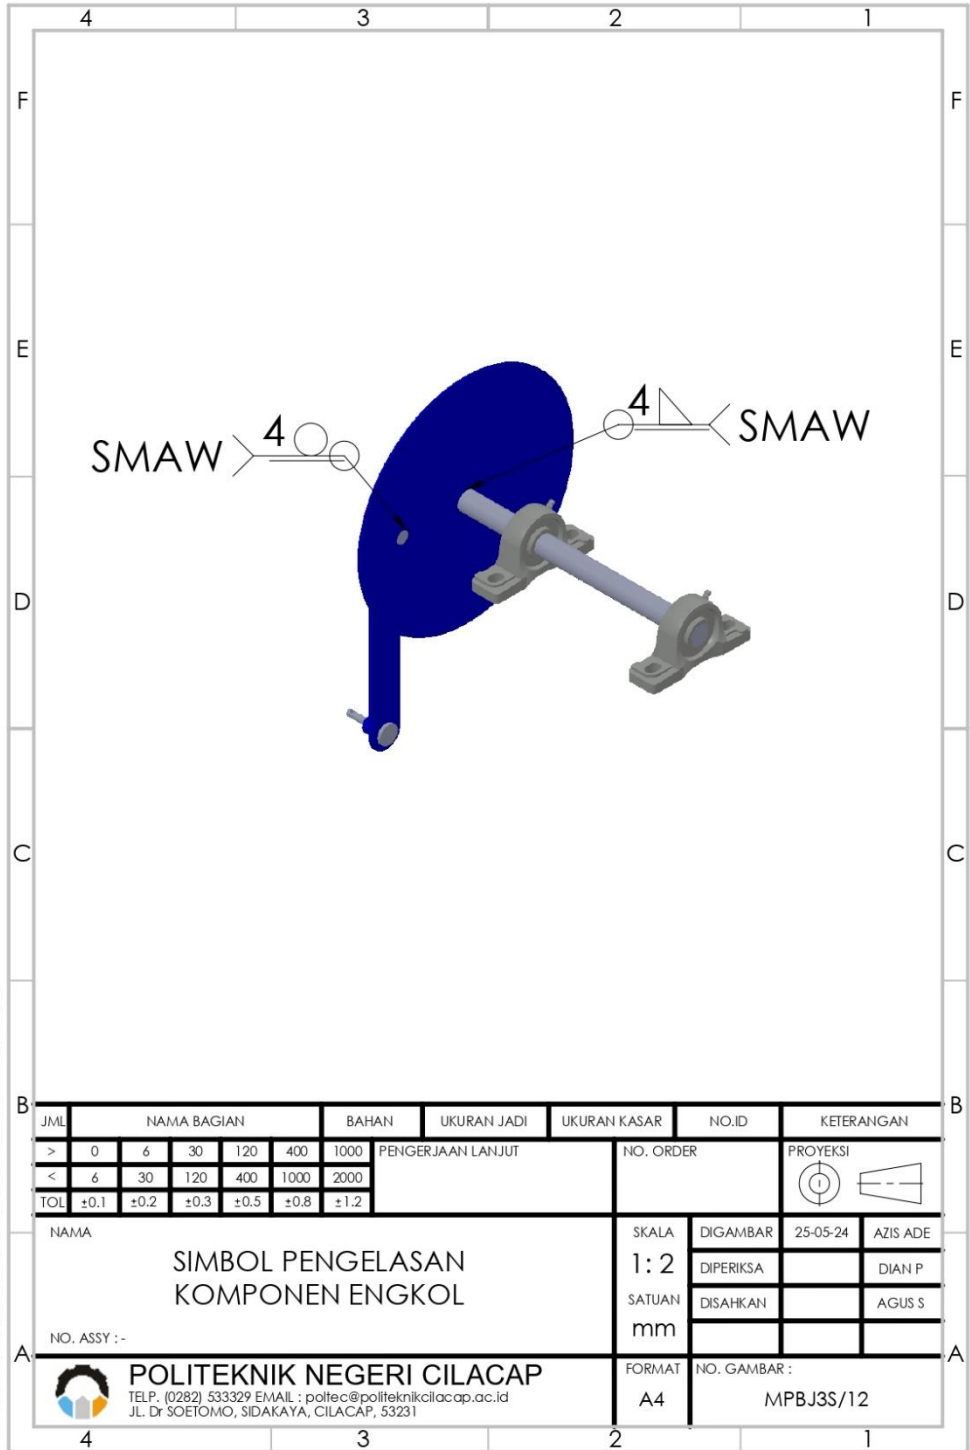 4 3 2 1
F F
E E
4
SMAW
4
SMAW
D D
C C
B B
JML NAMA BAGIAN BAHAN UKURAN JADI UKURAN KASAR NO.ID KETERANGAN
> 0 6 30 120 400 1000 PENGERJAAN LANJUT NO. ORDER PROYEKSI
< 6 30 120 400 1000 2000
TOL ±0.1 ±0.2 ±0.3 ±0.5 ±0.8 ±1.2
NAMA
SIMBOL PENGELASAN
KOMPONEN ENGKOL
NO. ASSY : -
SKALA
1: 2
SATUAN
mm
DIGAMBAR 25-05-24 AZIS ADE
DIPERIKSA DIAN P
DISAHKAN AGUS S
A A
POLITEKNIK NEGERI CILACAP
TELP. (0282) 533329 EMAIL : poltec@politeknikcilacap.ac.id
JL. Dr SOETOMO, SIDAKAYA, CILACAP, 53231
FORMAT
A4
NO. GAMBAR :
MPBJ3S/12
4 3 2 1